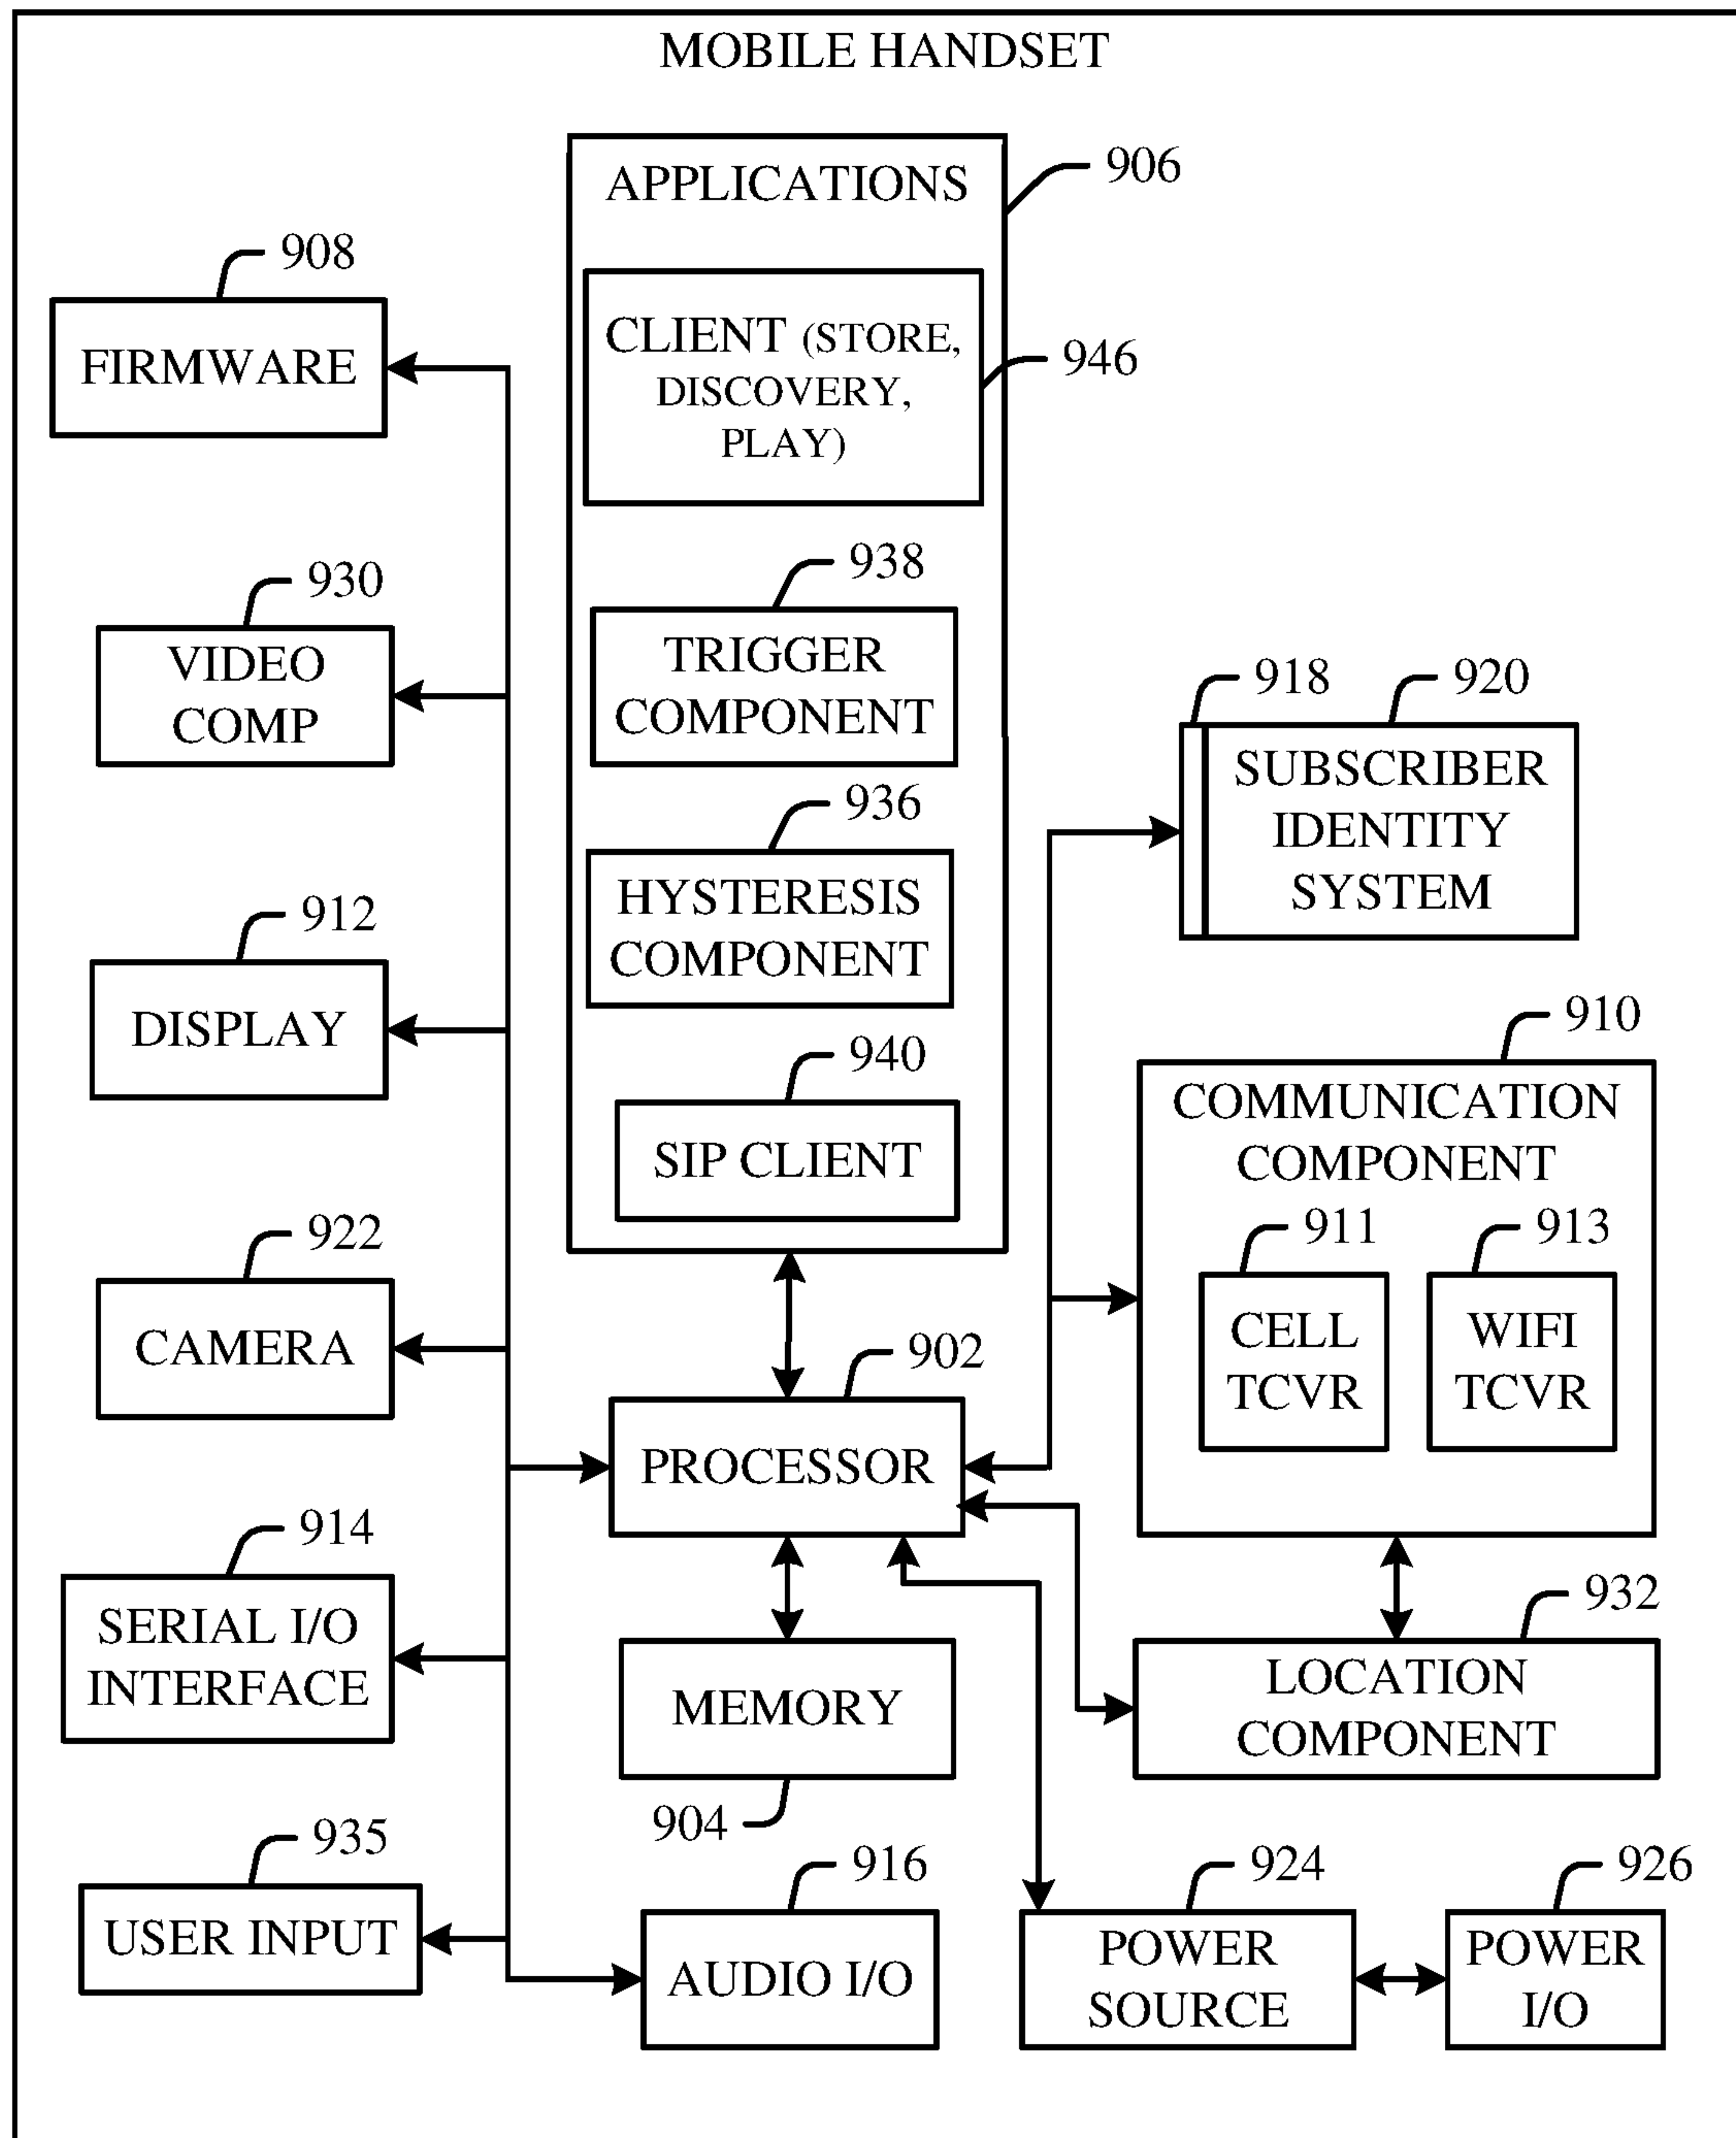 MOBILE HANDSET
APPLICATIONS
906
CLIENT (STORE,
DISCOVERY,
PLAY)
946
938
TRIGGER
COMPONENT
936
HYSTERESIS
COMPONENT
940
SIP CLIENT
908
FIRMWARE
930
VIDEO
COMP
912
DISPLAY
922
CAMERA
914
SERIAL I/O
INTERFACE
935
USER INPUT
902
PROCESSOR
MEMORY
904
916
AUDIO I/O
918
920
SUBSCRIBER
IDENTITY
SYSTEM
910
COMMUNICATION
COMPONENT
911
CELL
TCVR
913
WIFI
TCVR
932
LOCATION
COMPONENT
924
POWER
SOURCE
926
POWER
I/O